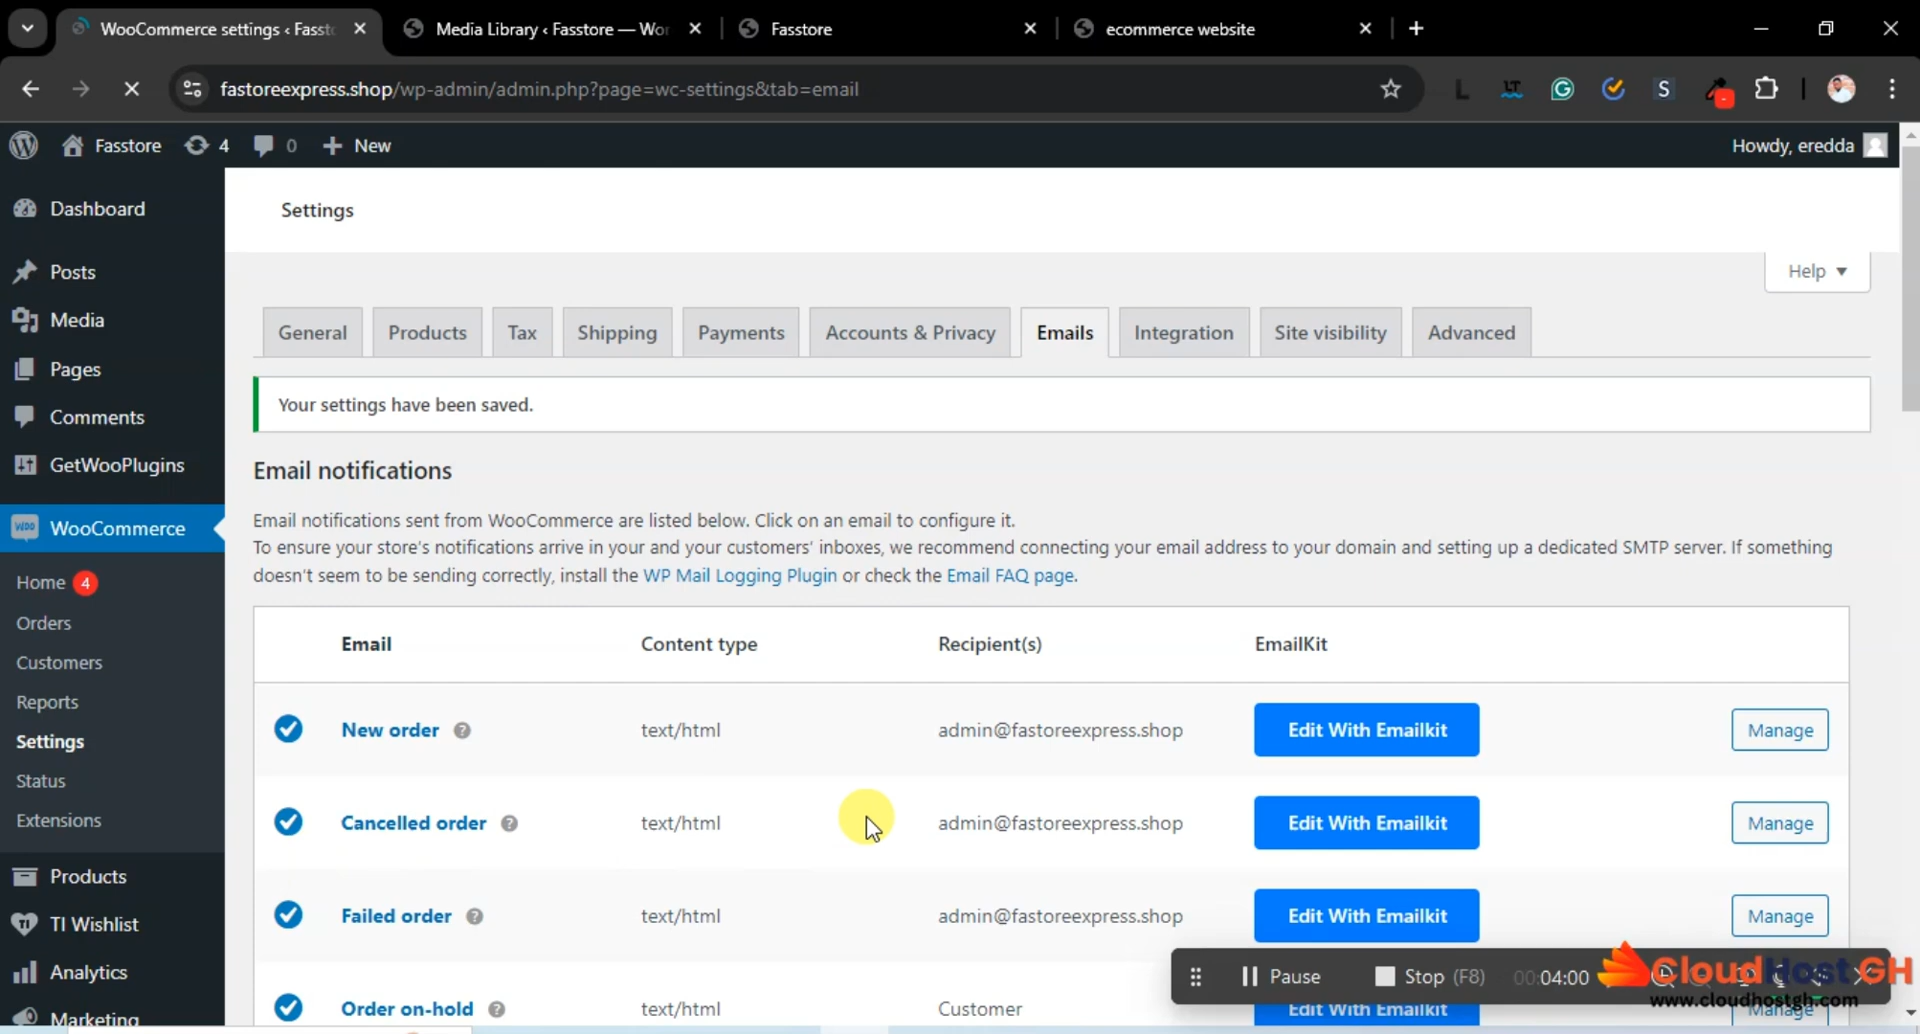 WooCommerce settings ‹ Fasst
Media Library ‹ Fasstore — Wor
Fasstore
ecommerce website
fastoreexpress.shop/wp-admin/admin.php?page=wc-settings&tab=email
Fasstore
4
0
New
Howdy, eredda
Dashboard
Posts
Media
Pages
Comments
GetWooPlugins
WooCommerce
Home 4
Orders
Customers
Reports
Settings
Status
Extensions
Products
TI Wishlist
Analytics
Marketing
Settings
Help
General
Products
Tax
Shipping
Payments
Accounts & Privacy
Emails
Integration
Site visibility
Advanced
Your settings have been saved.
Email notifications
Email notifications sent from WooCommerce are listed below. Click on an email to configure it.
To ensure your store's notifications arrive in your and your customers' inboxes, we recommend connecting your email address to your domain and setting up a dedicated SMTP server. If something
doesn't seem to be sending correctly, install the WP Mail Logging Plugin or check the Email FAQ page.
Email
Content type
Recipient(s)
EmailKit
New order
text/html
admin@fastoreexpress.shop
Edit With Emailkit
Manage
Cancelled order
text/html
admin@fastoreexpress.shop
Edit With Emailkit
Manage
Failed order
text/html
admin@fastoreexpress.shop
Edit With Emailkit
Manage
Order on-hold
text/html
Customer
Edit With Emailkit
Manage
Pause
Stop (F8)
00:04:00
CloudHostGH
www.cloudhostgh.com